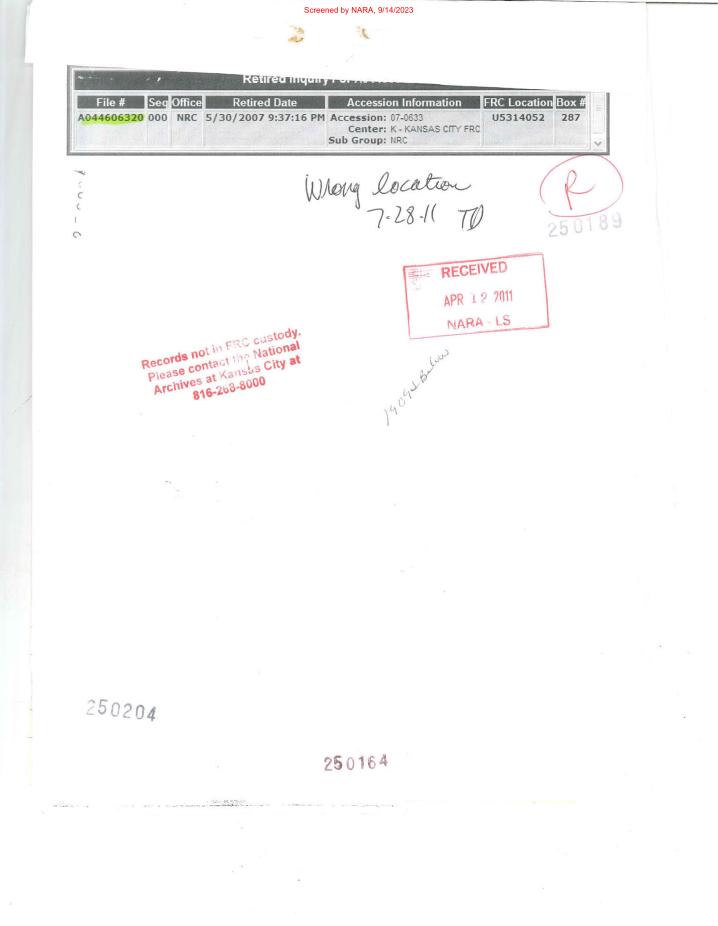 Screened by NARA, 9/14/2023
Retired Inquiry For
File # Seq Office Retired Date Accession Information FRC Location Box #
A044606320 000 NRC 5/30/2007 9:37:16 PM Accession: 07-0633 U5314052 287
Center: K - KANSAS CITY FRC
Sub Group: NRC
Wrong location
7-28-11 TD
R
250189
RECEIVED
APR 12 2011
NARA - LS
Records not in FRC custody.
Please contact the National
Archives at Kansas City at
816-268-8000
250204
250164